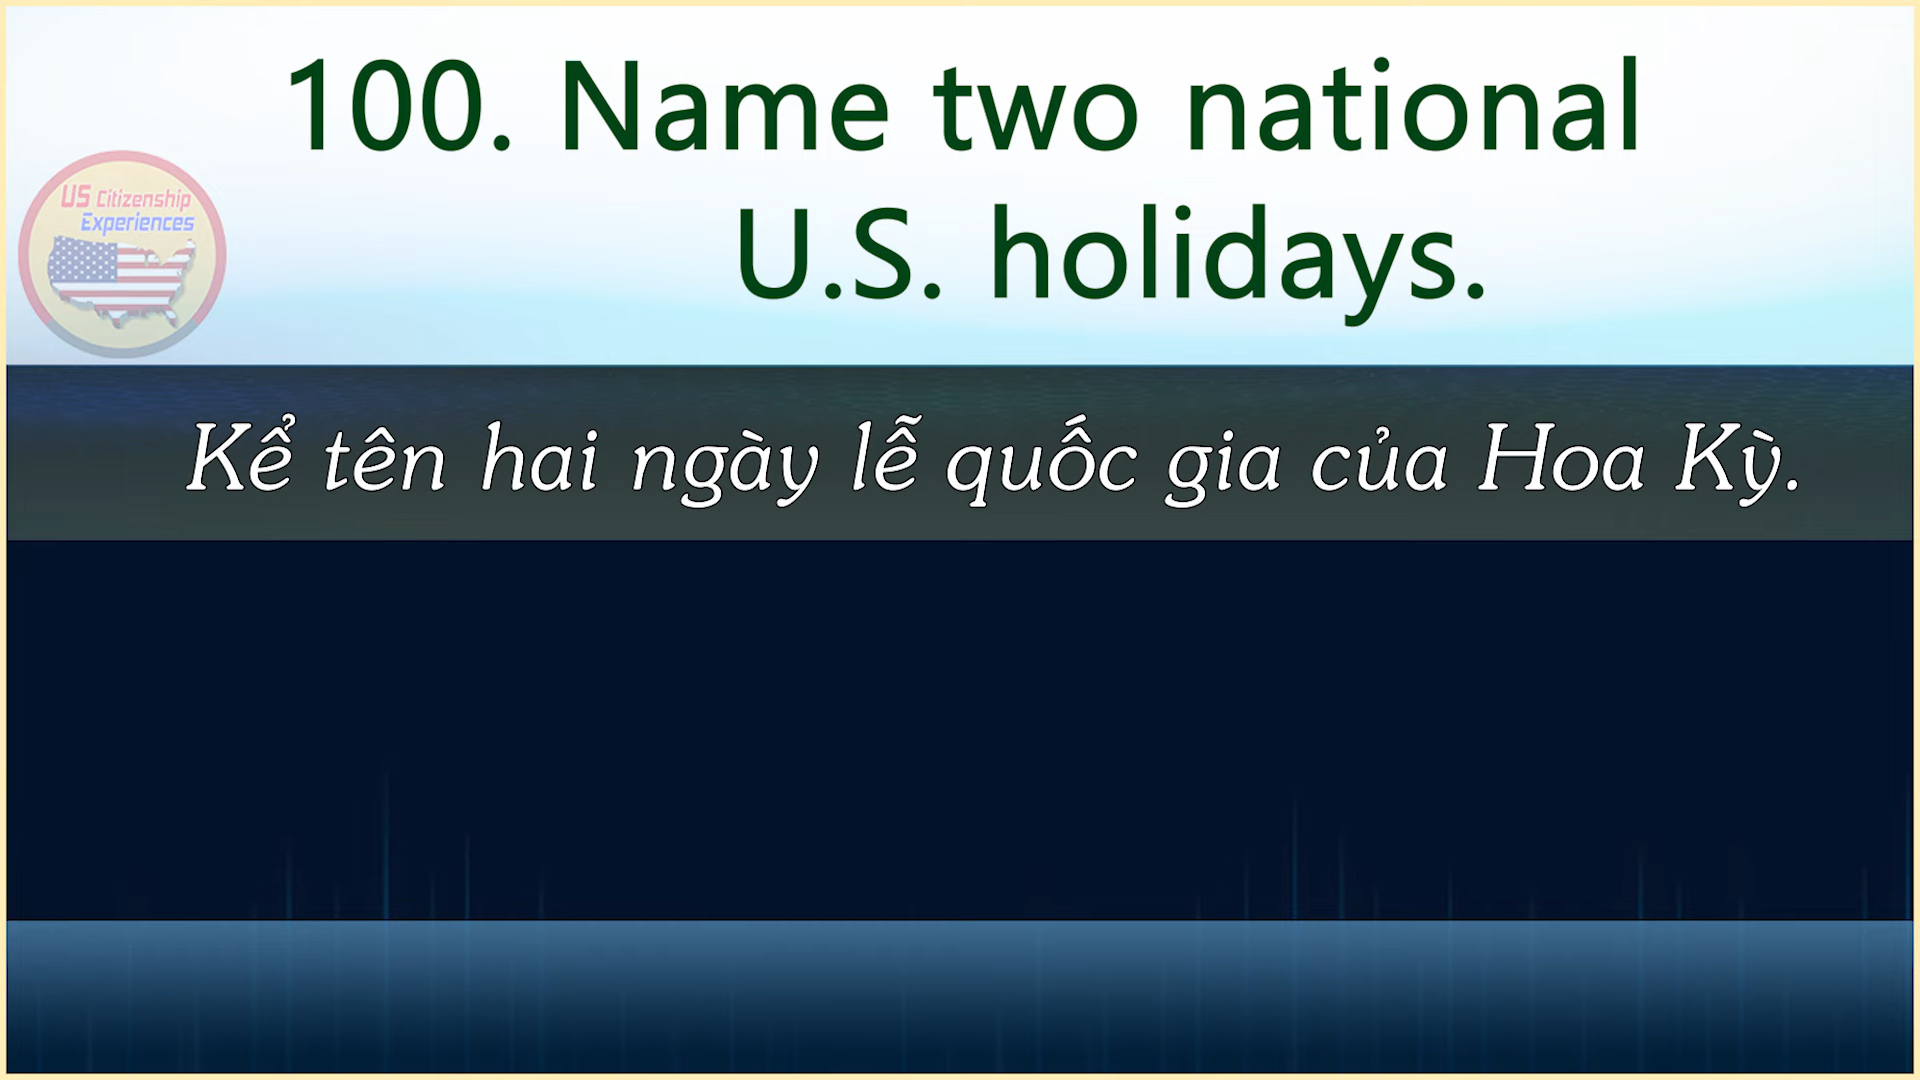 100. Name two national
U.S. holidays.
US Citizenship
Experiences
Kể tên hai ngày lễ quốc gia của Hoa Kỳ.